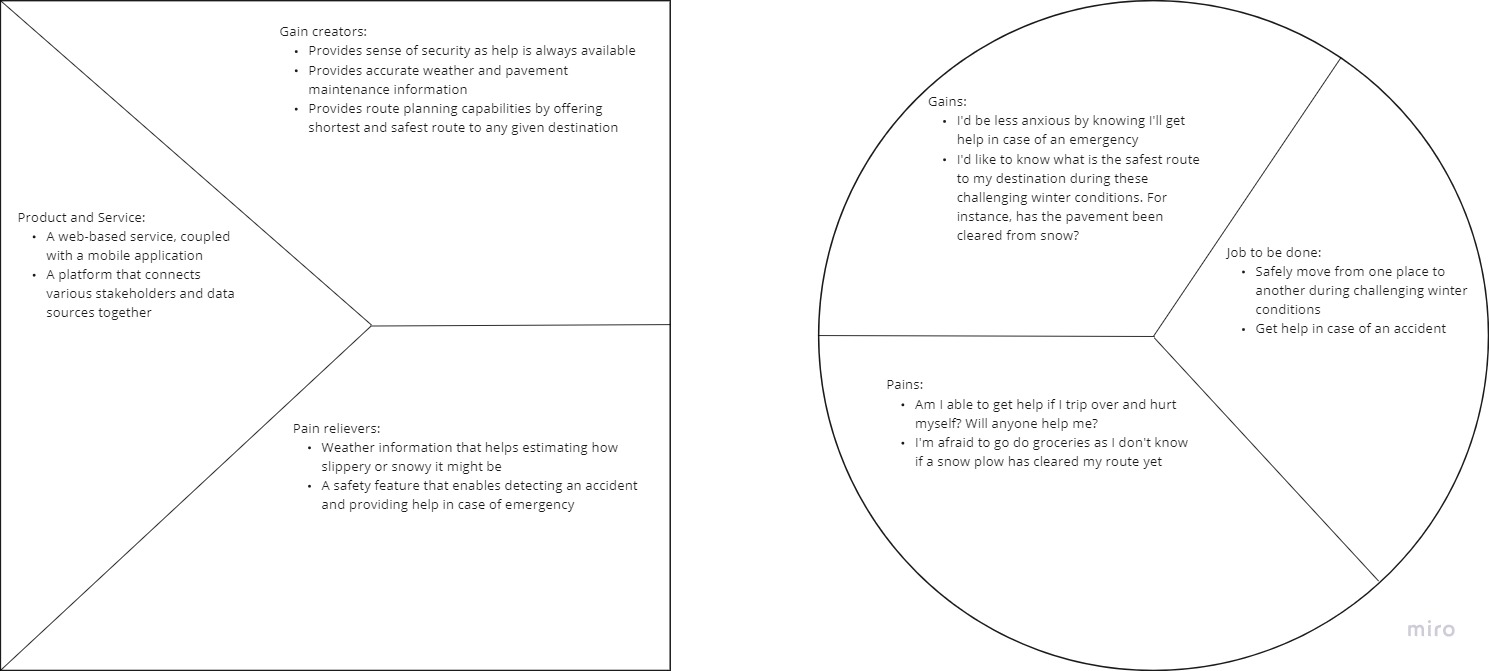 Gain creators:
• Provides sense of security as help is always available
• Provides accurate weather and pavement
maintenance information
• Provides route planning capabilities by offering
shortest and safest route to any given destination
Product and Service:
• A web-based service, coupled
with a mobile application
• A platform that connects
various stakeholders and data
sources together
Pain relievers:
• Weather information that helps estimating how
slippery or snowy it might be
• A safety feature that enables detecting an accident
and providing help in case of emergency
Gains:
• I'd be less anxious by knowing I'll get
help in case of an emergency
• I'd like to know what is the safest route
to my destination during these
challenging winter conditions. For
instance, has the pavement been
cleared from snow?
Job to be done:
• Safely move from one place to
another during challenging winter
conditions
• Get help in case of an accident
Pains:
• Am I able to get help if I trip over and hurt
myself? Will anyone help me?
• I'm afraid to go do groceries as I don't know
if a snow plow has cleared my route yet
miro